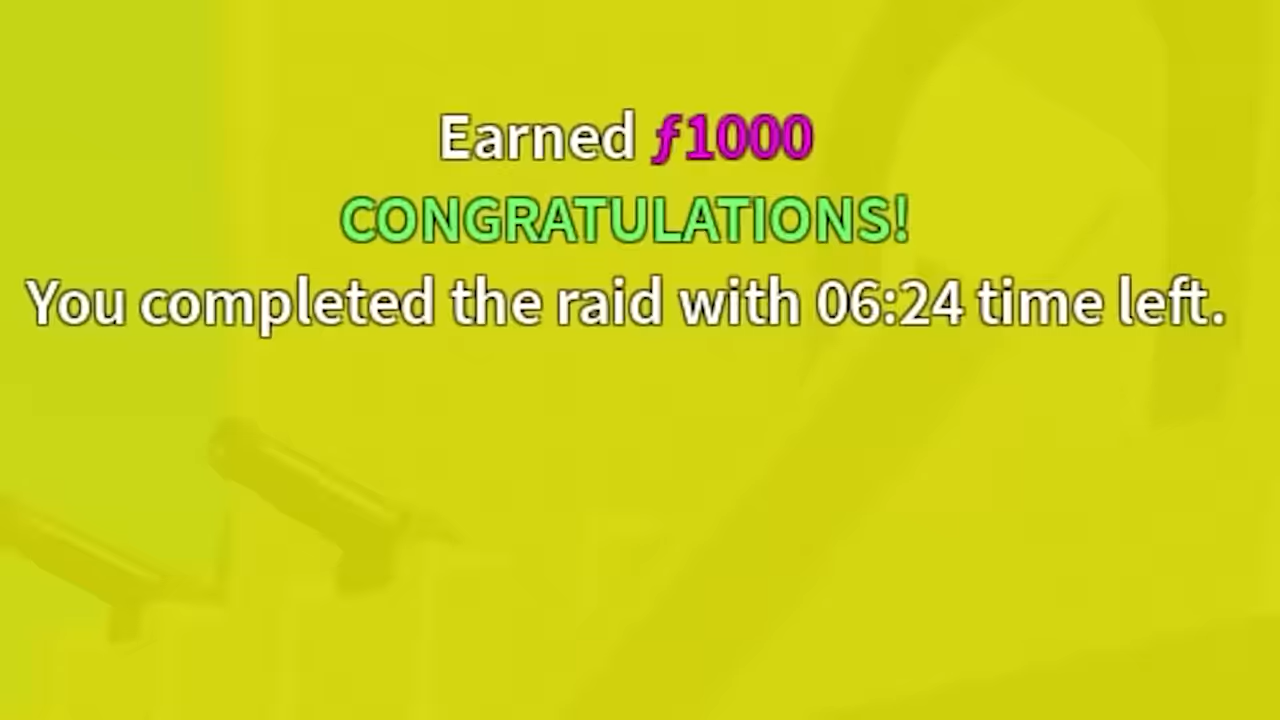 Earned ƒ1000
CONGRATULATIONS!
You completed the raid with 06:24 time left.